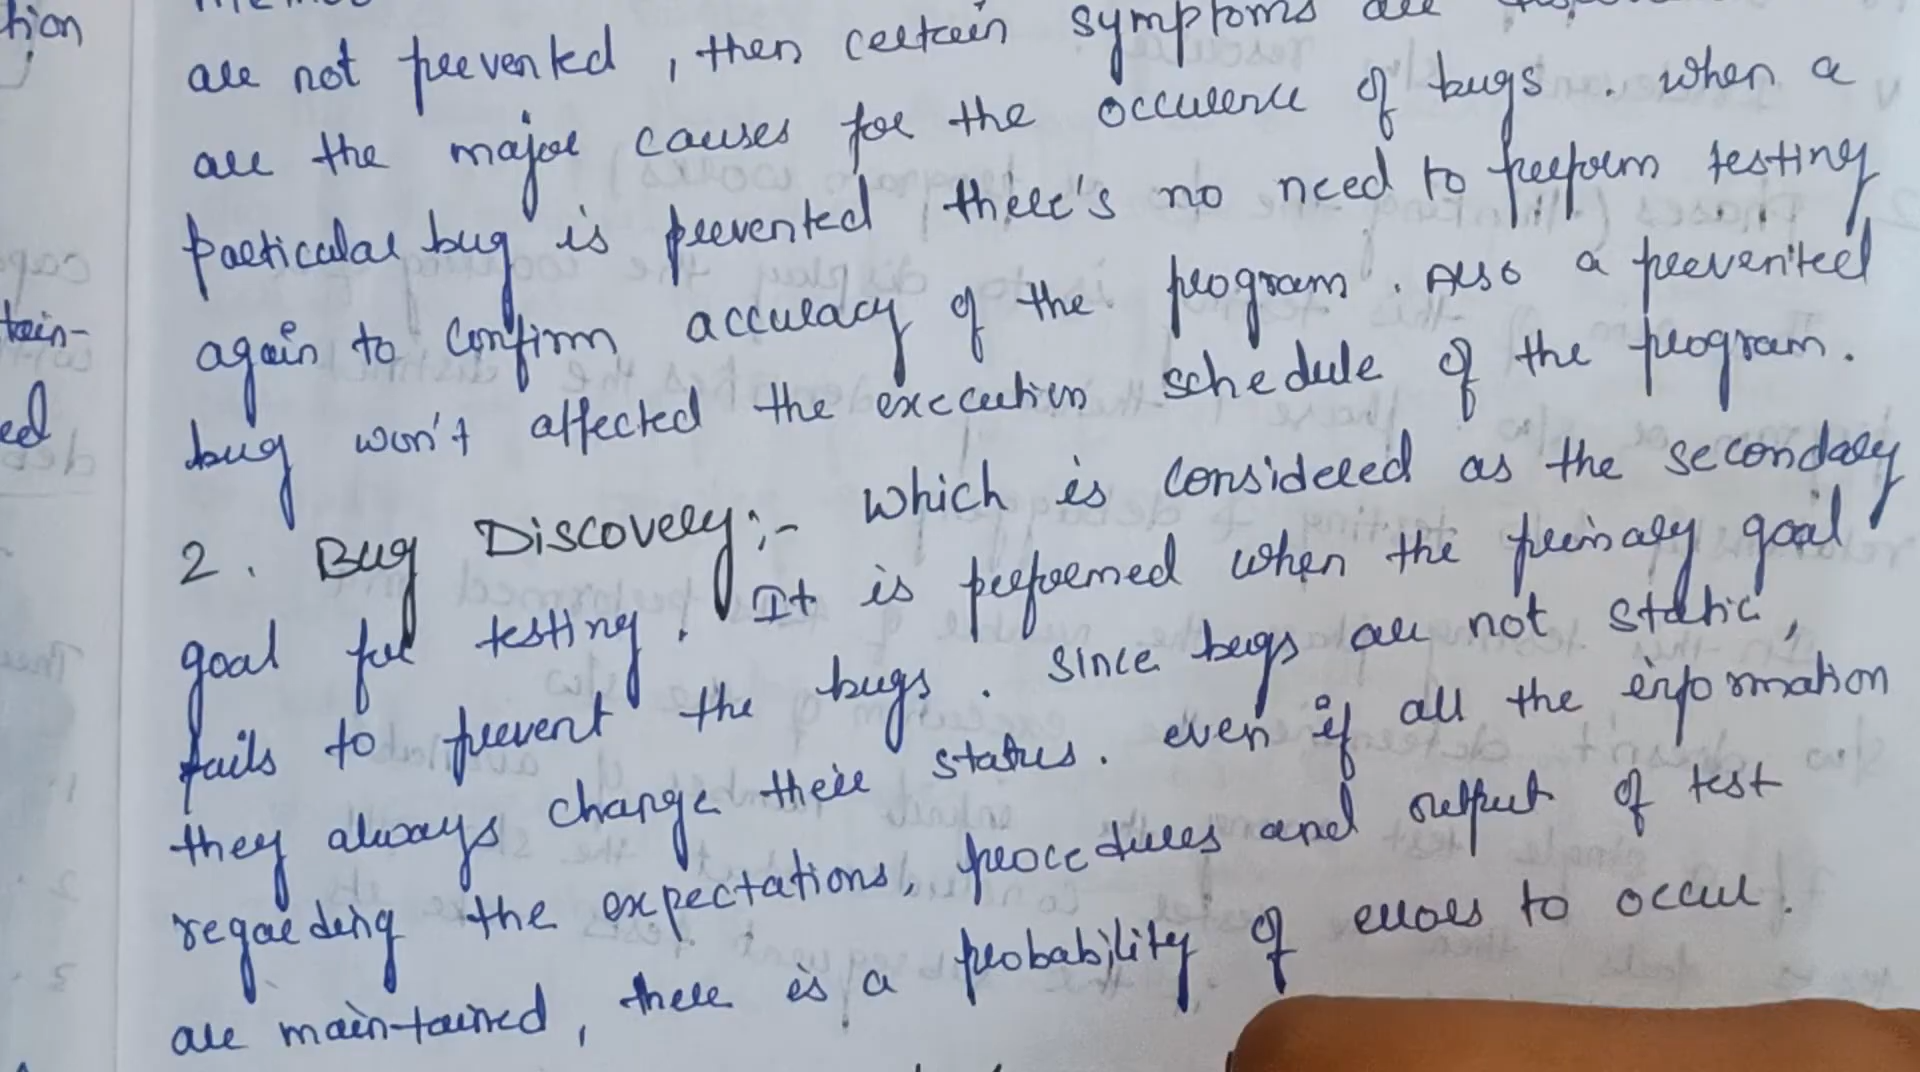 are not prevented, then certain symptoms are
are the major causes for the occurence of bugs. when a
particular bug is prevented there's no need to perform testing
again to confirm accuracy of the program. Also a prevented
bug won't affected the execution schedule of the program.
2. Bug Discovery:- which is considered as the secondary
goal for testing. It is performed when the primary goal
fails to prevent the bugs. Since bugs are not static,
they always change their status. even if all the information
regarding the expectations, procedures and output of test
are maintained, there is a probability of errors to occur.
tion
tain-
ed